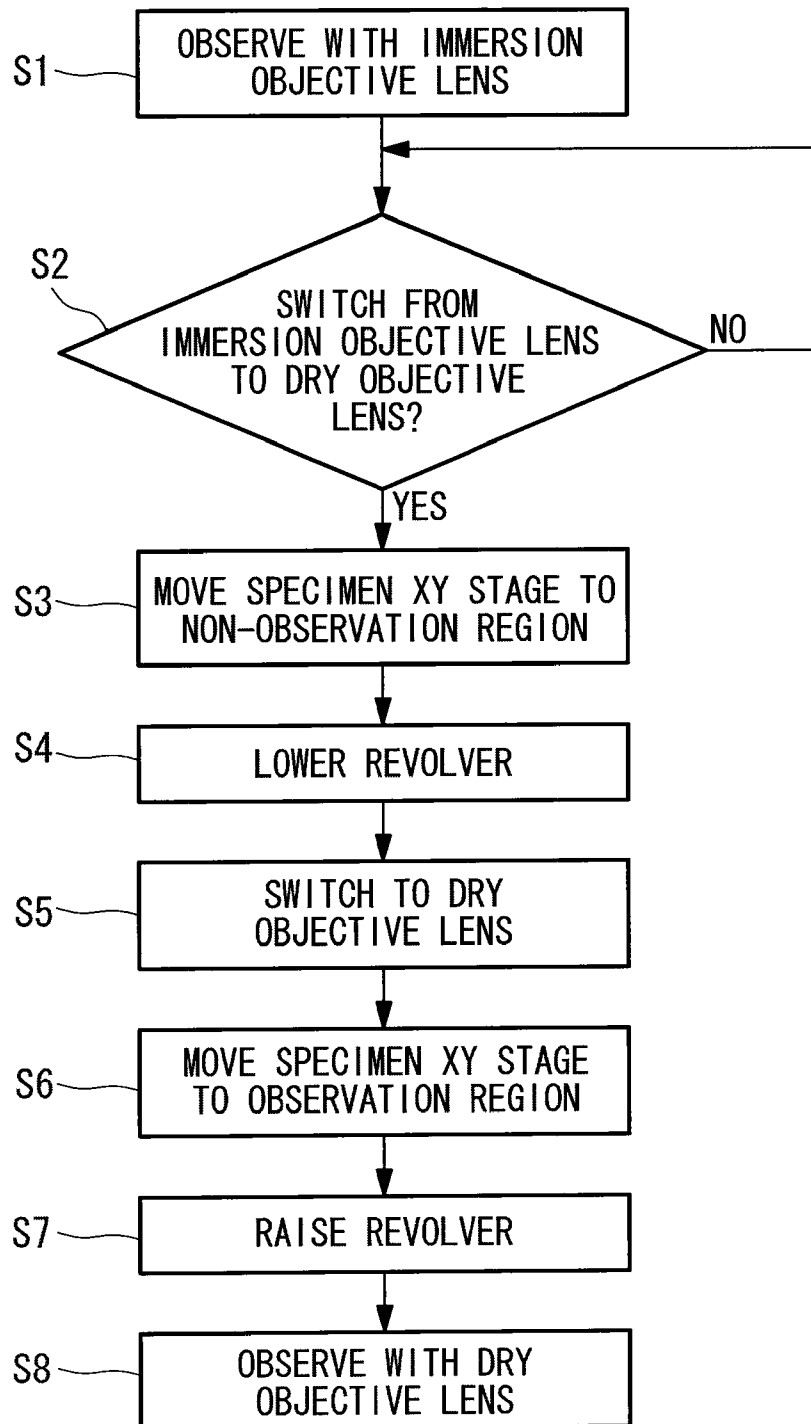 S1
OBSERVE WITH IMMERSION
OBJECTIVE LENS
S2
SWITCH FROM
IMMERSION OBJECTIVE LENS
TO DRY OBJECTIVE
LENS?
NO
YES
S3
MOVE SPECIMEN XY STAGE TO
NON-OBSERVATION REGION
S4
LOWER REVOLVER
S5
SWITCH TO DRY
OBJECTIVE LENS
S6
MOVE SPECIMEN XY STAGE
TO OBSERVATION REGION
S7
RAISE REVOLVER
S8
OBSERVE WITH DRY
OBJECTIVE LENS